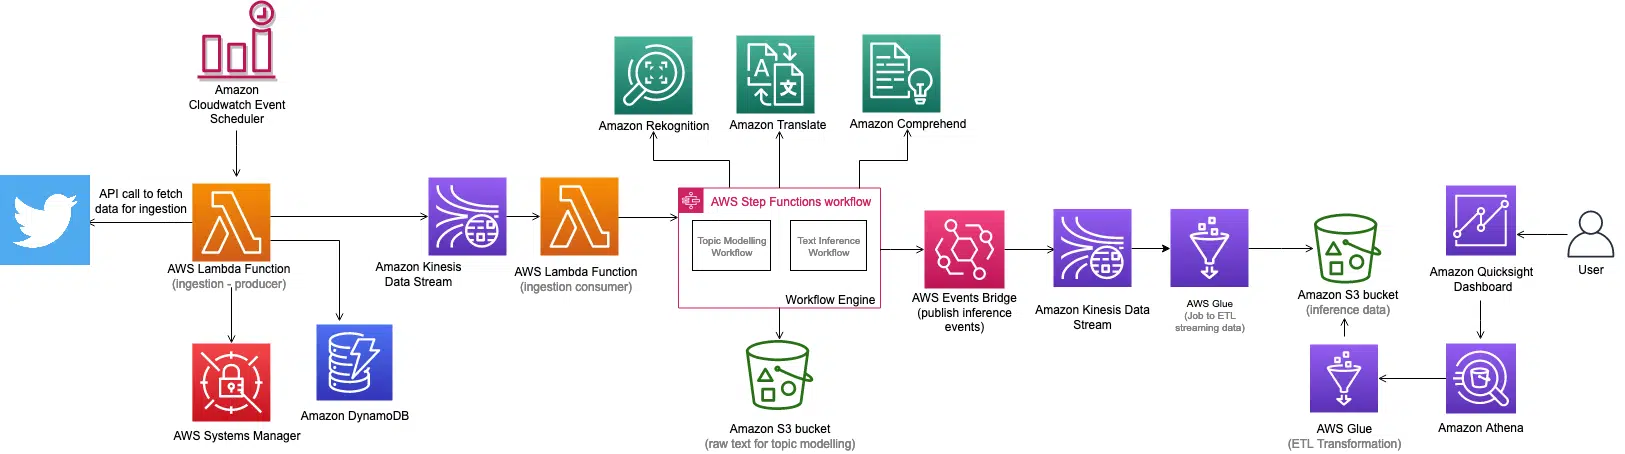 Amazon
Cloudwatch Event
Scheduler
API call to fetch
data for ingestion
AWS Lambda Function
(ingestion - producer)
AWS Systems Manager
Amazon DynamoDB
Amazon Kinesis
Data Stream
AWS Lambda Function
(ingestion consumer)
Amazon Rekognition
Amazon Translate
Amazon Comprehend
A
文
AWS Step Functions workflow
Topic Modelling
Workflow
Text Inference
Workflow
Workflow Engine
Amazon S3 bucket
(raw text for topic modelling)
AWS Events Bridge
(publish inference
events)
Amazon Kinesis Data
Stream
AWS Glue
(Job to ETL
streaming data)
Amazon S3 bucket
(inference data)
AWS Glue
(ETL Transformation)
Amazon Quicksight
Dashboard
Amazon Athena
User